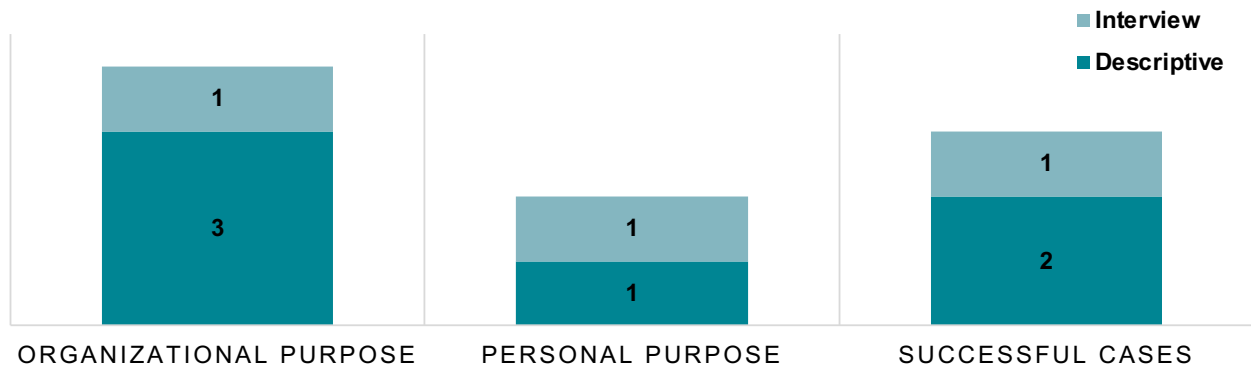 Interview
Descriptive
1
3
1
1
1
2
ORGANIZATIONAL PURPOSE
PERSONAL PURPOSE
SUCCESSFUL CASES